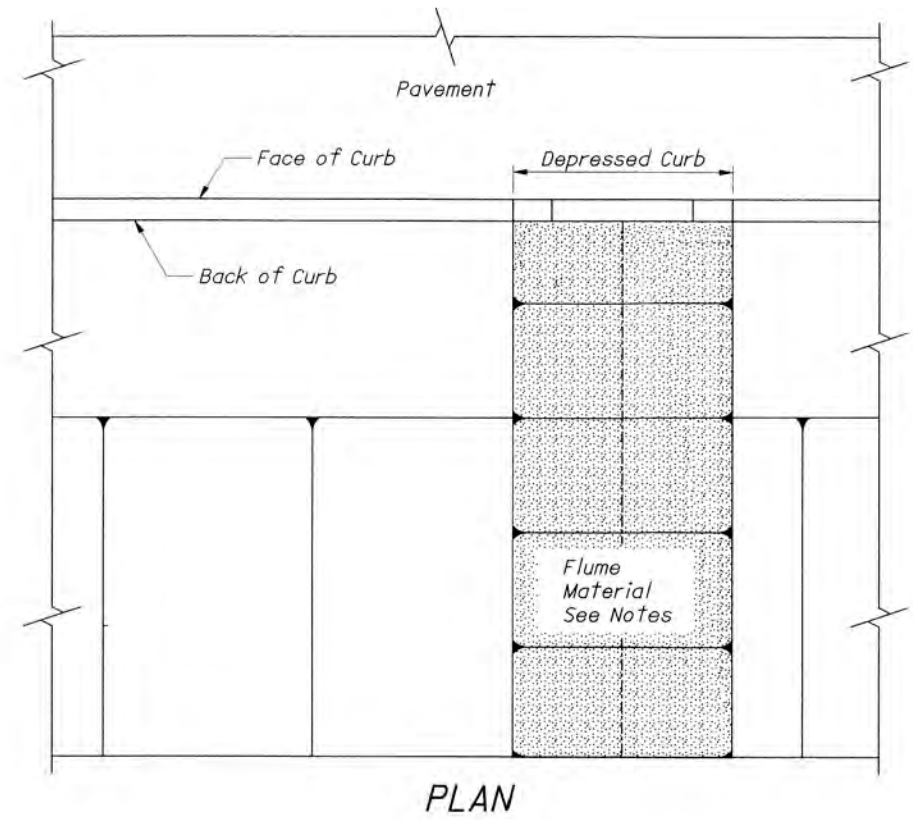 Pavement
Face of Curb
Depressed Curb
Back of Curb
Flume
Material
See Notes
PLAN